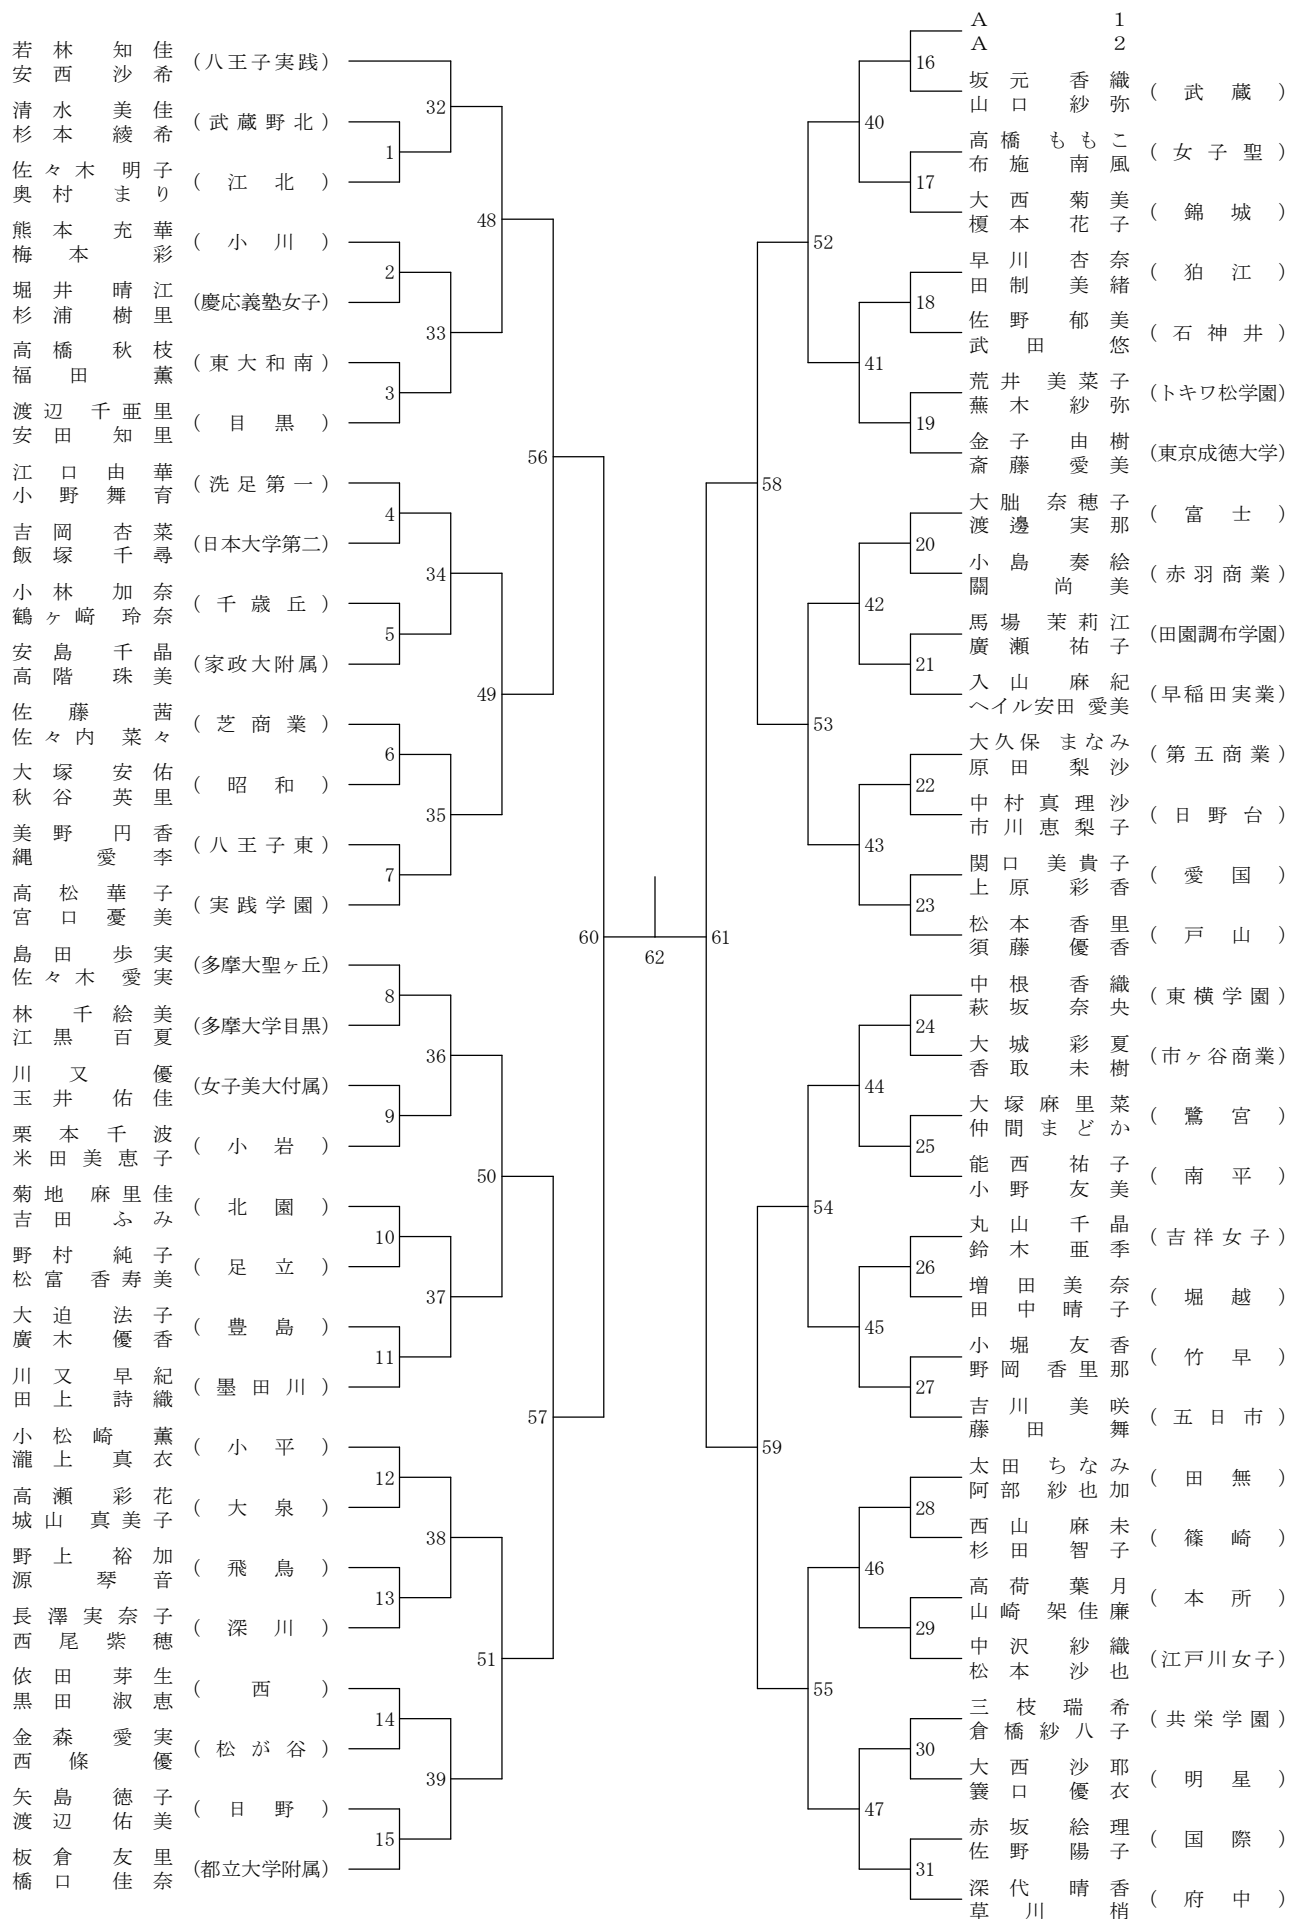 若林 知佳
安西 沙希
(八王子実践)
清水 美佳
杉本 綾希
(武蔵野北)
佐々木 明子
奥村 まり
(江北)
熊本 充華
梅本 彩
(小川)
堀井 晴江
杉浦 樹里
(慶応義塾女子)
高橋 秋枝
福田 薫
(東大和南)
渡辺 千亜里
安田 知里
(目黒)
江口 由華
小野 舞育
(洗足第一)
吉岡 杏菜
飯塚 千尋
(日本大学第二)
小林 加奈
鶴ヶ﨑 玲奈
(千歳丘)
安島 千晶
高階 珠美
(家政大附属)
佐藤 茜
佐々内 菜々
(芝商業)
大塚 安佑
秋谷 英里
(昭和)
美野 円香
縄 愛李
(八王子東)
高松 華子
宮口 憂美
(実践学園)
島田 歩実
佐々木 愛実
(多摩大聖ヶ丘)
林 千絵美
江黒 百夏
(多摩大学目黒)
川又 優
玉井 佑佳
(女子美大付属)
栗本 千波
米田 美恵子
(小岩)
菊地 麻里佳
吉田 ふみ
(北園)
野村 純子
松富 香寿美
(足立)
大迫 法子
廣木 優香
(豊島)
川又 早紀
田上 詩織
(墨田川)
小松崎 薫
瀧上 真衣
(小平)
高瀬 彩花
城山 真美子
(大泉)
野上 裕加
源 琴音
(飛鳥)
長澤 実奈子
西尾 紫穂
(深川)
依田 芽生
黒田 淑恵
(西)
金森 愛実
西條 優
(松が谷)
矢島 徳子
渡辺 佑美
(日野)
板倉 友里
橋口 佳奈
(都立大学附属)
1
2
3
4
5
6
7
8
9
10
11
12
13
14
15
32
33
34
35
36
37
38
39
48
49
50
51
56
57
60
62
61
58
59
52
53
54
55
40
41
42
43
44
45
46
47
16
17
18
19
20
21
22
23
24
25
26
27
28
29
30
31
A 1
A 2
坂元 香織
山口 紗弥
(武蔵)
高橋 ももこ
布施 南風
(女子聖)
大西 菊美
榎本 花子
(錦城)
早川 杏奈
田制 美緒
(狛江)
佐野 郁美
武田 悠
(石神井)
荒井 美菜子
蕪木 紗弥
(トキワ松学園)
金子 由樹
斎藤 愛美
(東京成徳大学)
大朏 奈穂子
渡邊 実那
(富士)
小島 奏絵
關 尚美
(赤羽商業)
馬場 茉莉江
廣瀬 祐子
(田園調布学園)
入山 麻紀
ヘイル安田 愛美
(早稲田実業)
大久保 まなみ
原田 梨沙
(第五商業)
中村 真理沙
市川 恵梨子
(日野台)
関口 美貴子
上原 彩香
(愛国)
松本 香里
須藤 優香
(戸山)
中根 香織
萩坂 奈央
(東横学園)
大城 彩夏
香取 未樹
(市ヶ谷商業)
大塚 麻里菜
仲間 まどか
(鷺宮)
能西 祐子
小野 友美
(南平)
丸山 千晶
鈴木 亜季
(吉祥女子)
増田 美奈
田中 晴子
(堀越)
小堀 友香
野岡 香里那
(竹早)
吉川 美咲
藤田 舞
(五日市)
太田 ちなみ
阿部 紗也加
(田無)
西山 麻未
杉田 智子
(篠崎)
高荷 葉月
山崎 架佳廉
(本所)
中沢 紗織
松本 沙也
(江戸川女子)
三枝 瑞希
倉橋 紗八子
(共栄学園)
大西 沙耶
簑口 優衣
(明星)
赤坂 絵理
佐野 陽子
(国際)
深代 晴香
草川 梢
(府中)